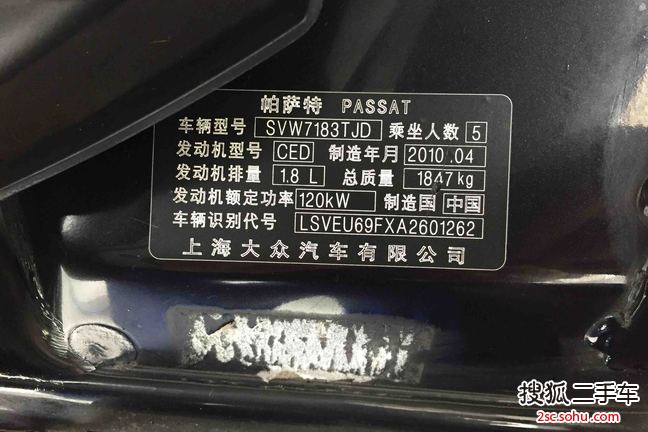 帕萨特 PASSAT
车辆型号 SVW7183TJD 乘坐人数 5
发动机型号 CED 制造年月 2010.04
发动机排量 1.8 L 总质量 1847kg
发动机额定功率 120kW 制造国 中国
车辆识别代号 LSVEU69FXA2601262
上海大众汽车有限公司
搜狐二手车
2sc.sohu.com